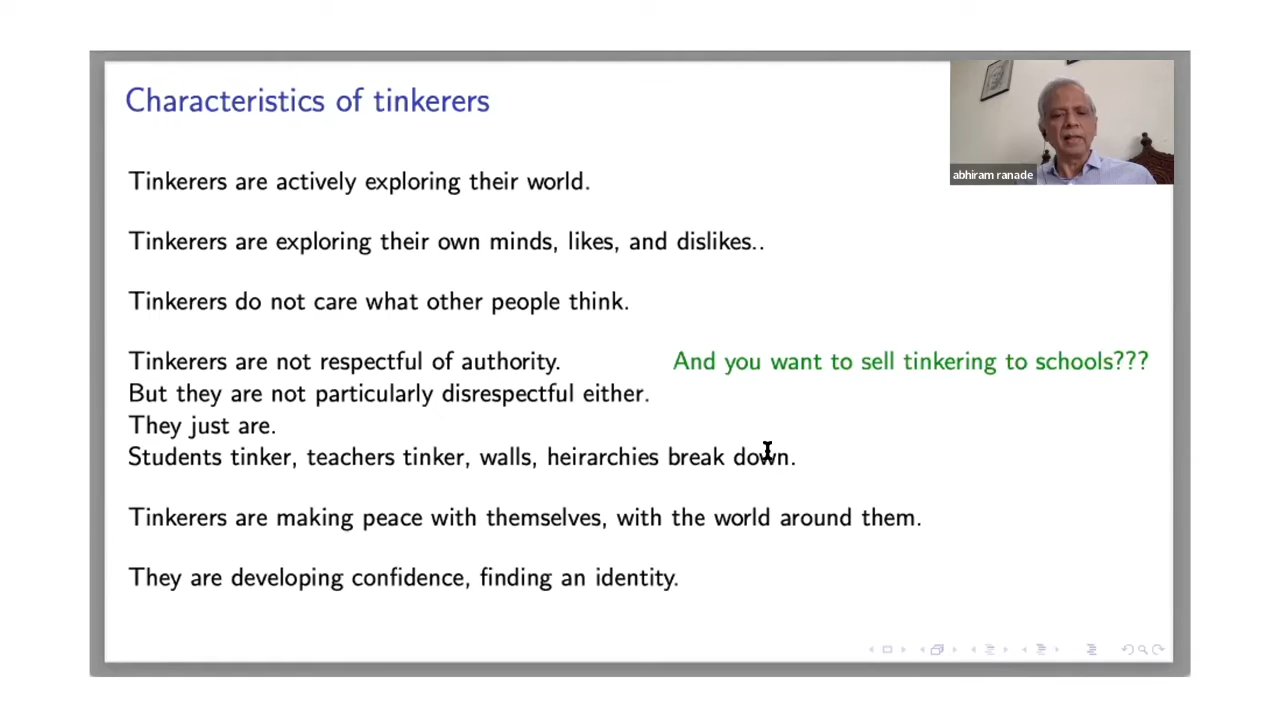 Characteristics of tinkerers
abhiram ranade
Tinkerers are actively exploring their world.
Tinkerers are exploring their own minds, likes, and dislikes..
Tinkerers do not care what other people think.
Tinkerers are not respectful of authority. And you want to sell tinkering to schools???
But they are not particularly disrespectful either.
They just are.
Students tinker, teachers tinker, walls, heirarchies break down.
Tinkerers are making peace with themselves, with the world around them.
They are developing confidence, finding an identity.